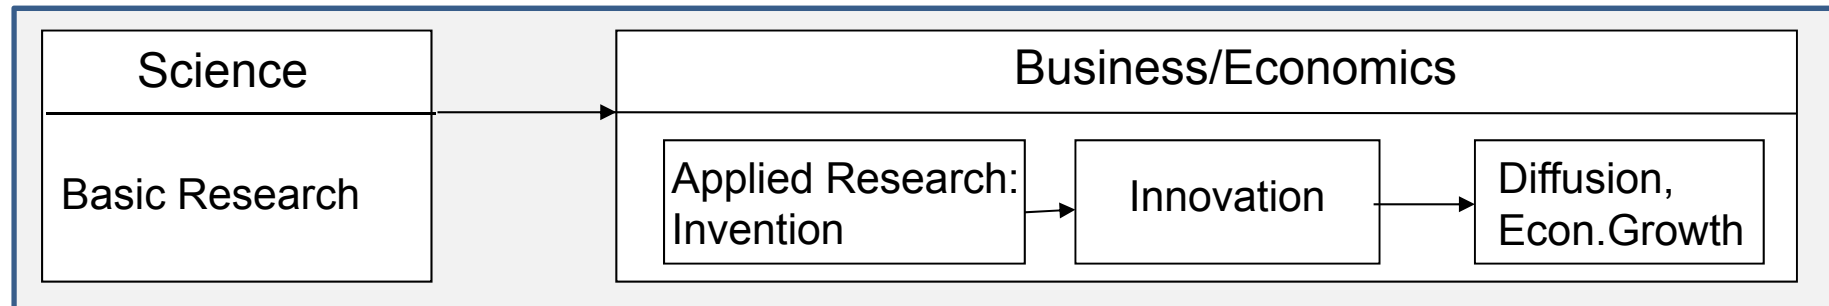 Science
Basic Research
Business/Economics
Applied Research:
Invention
Innovation
Diffusion,
Econ.Growth